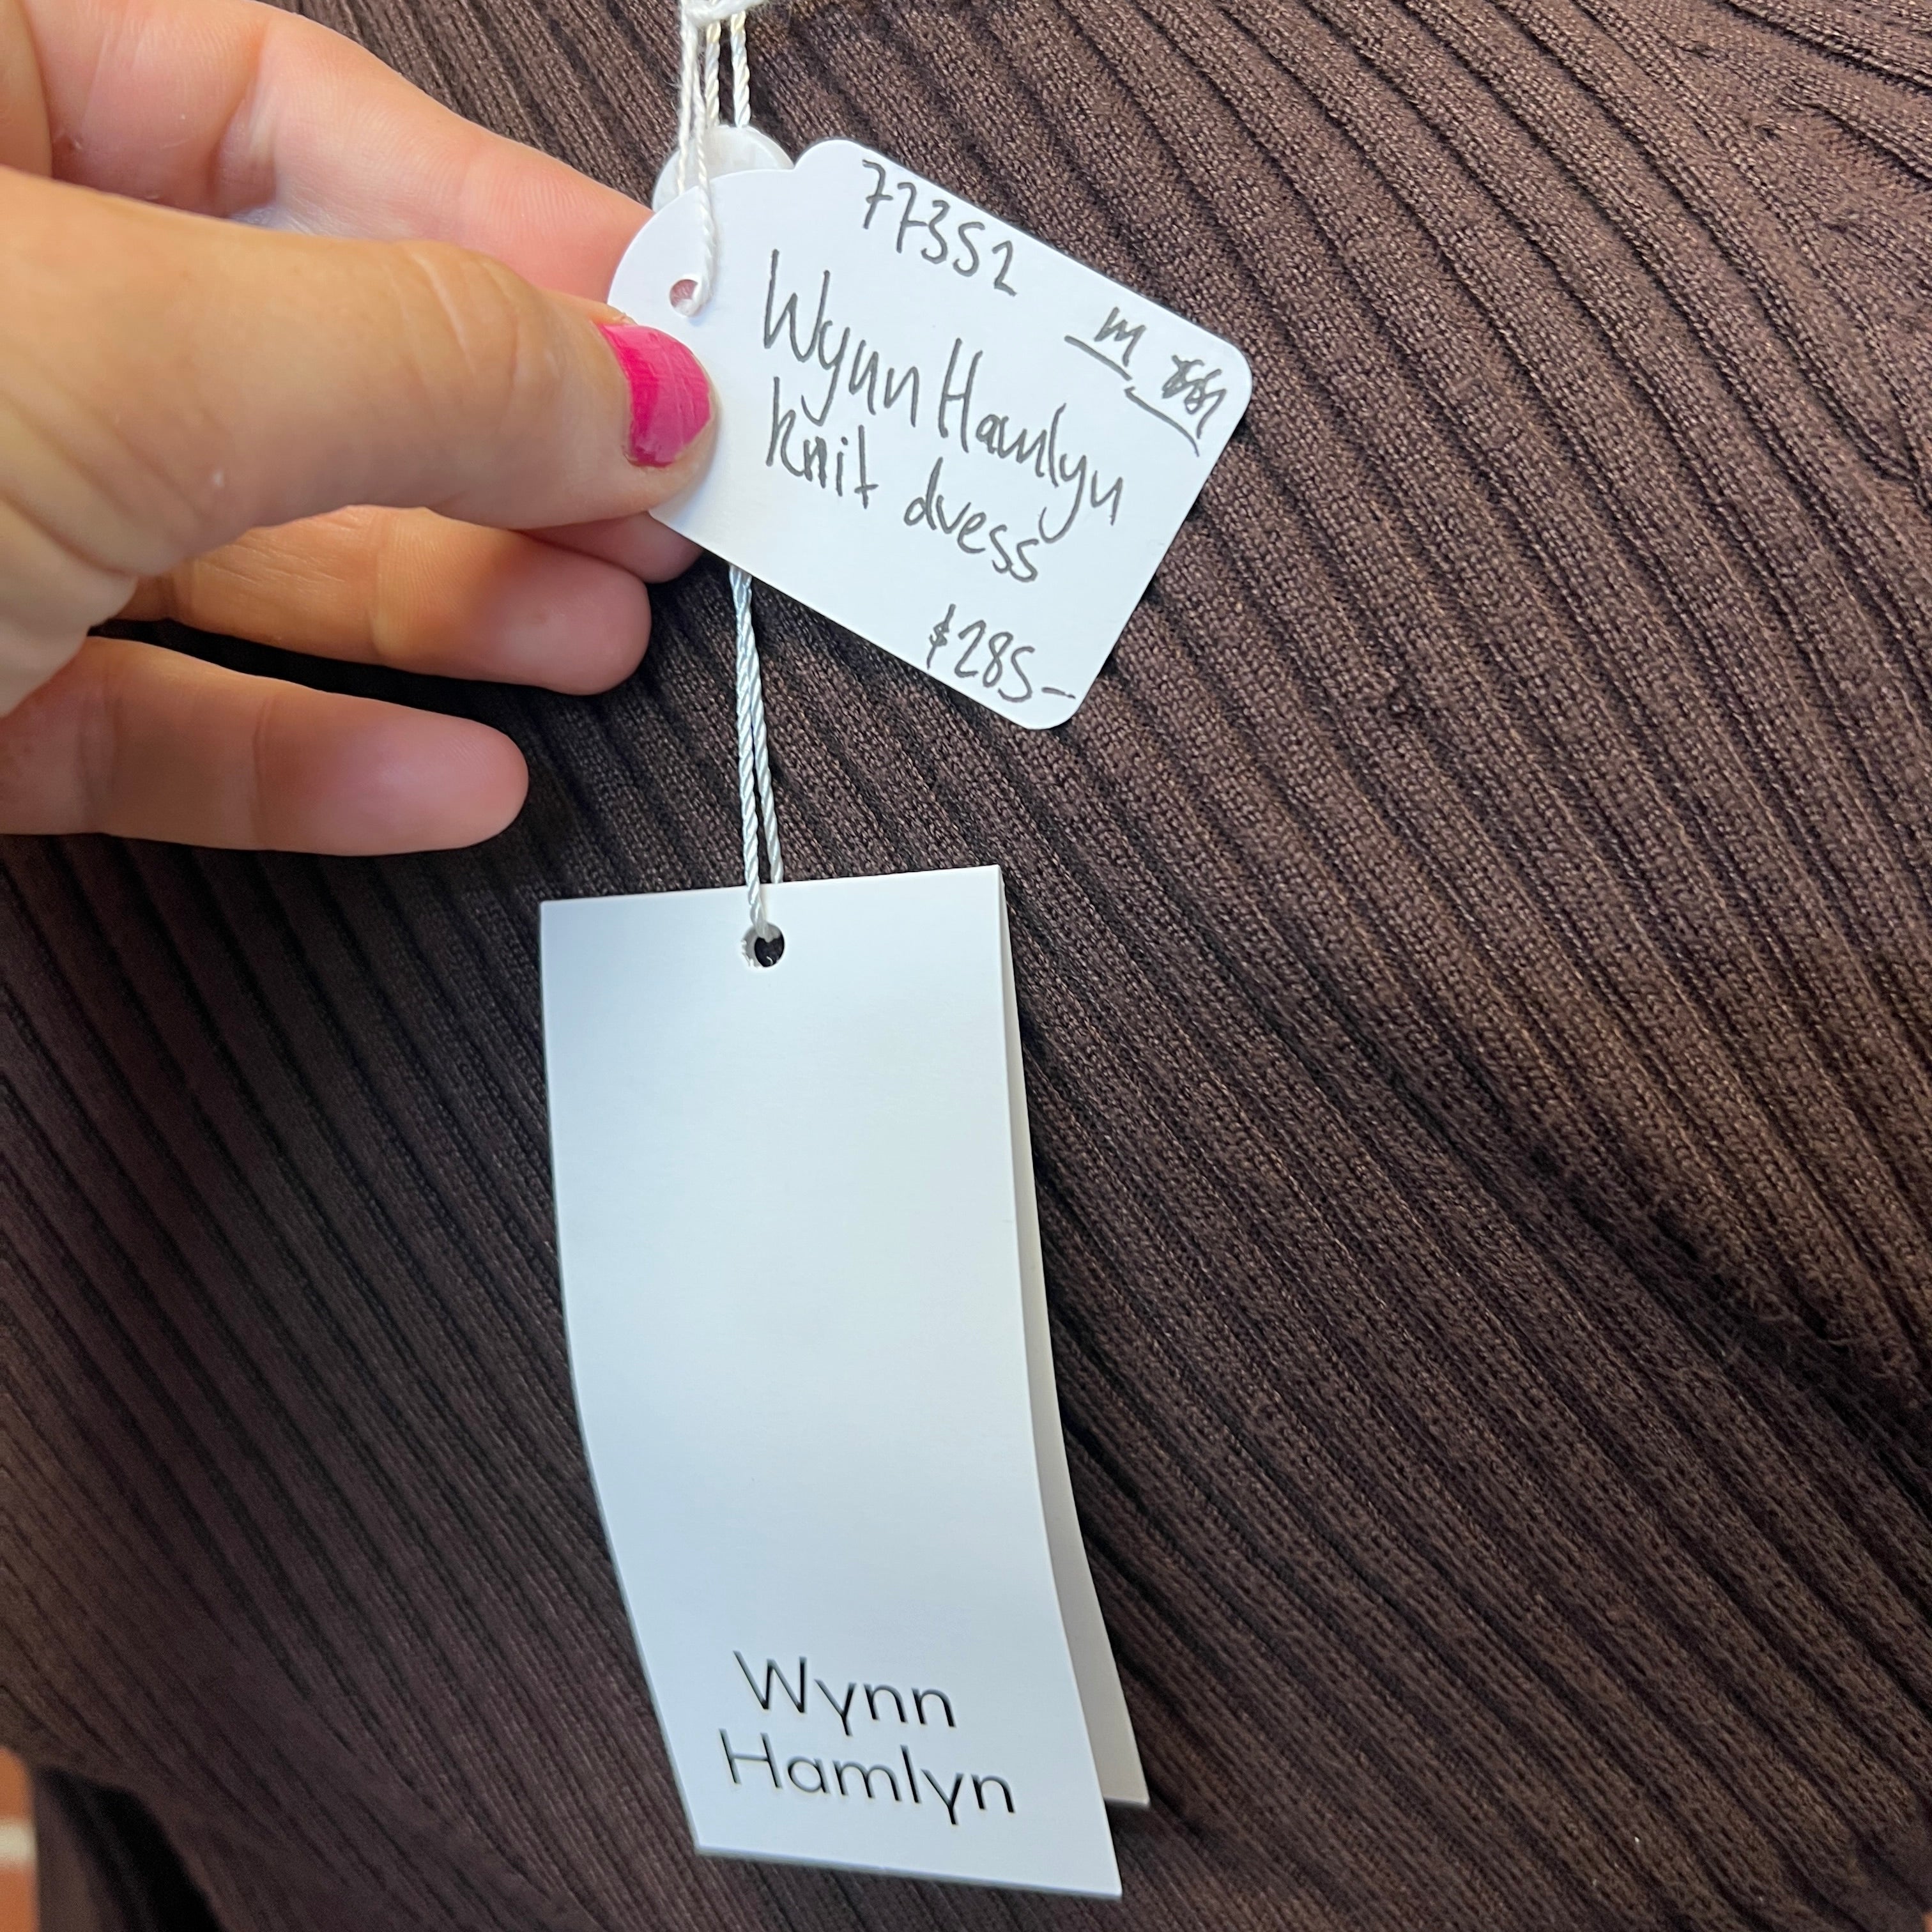 77352
M
Wynn Hamlyn
knit dress
$285-
Wynn
Hamlyn